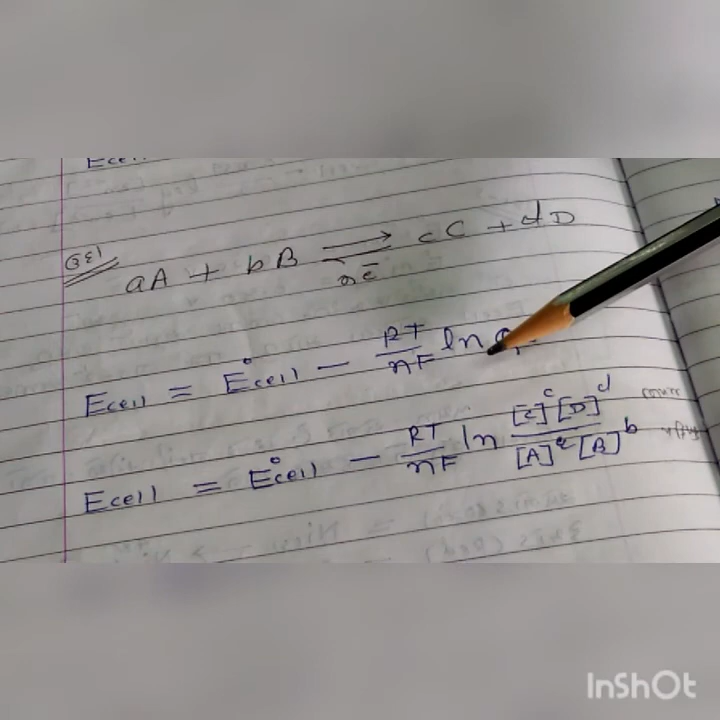 Ecell
aA + bB ⇌ cC + dD
ne⁻
Ecell = E°cell − RT/nF ln
Ecell = E°cell − RT/nF ln [C]^c [D]^d / [A]^a [B]^b
InShOt